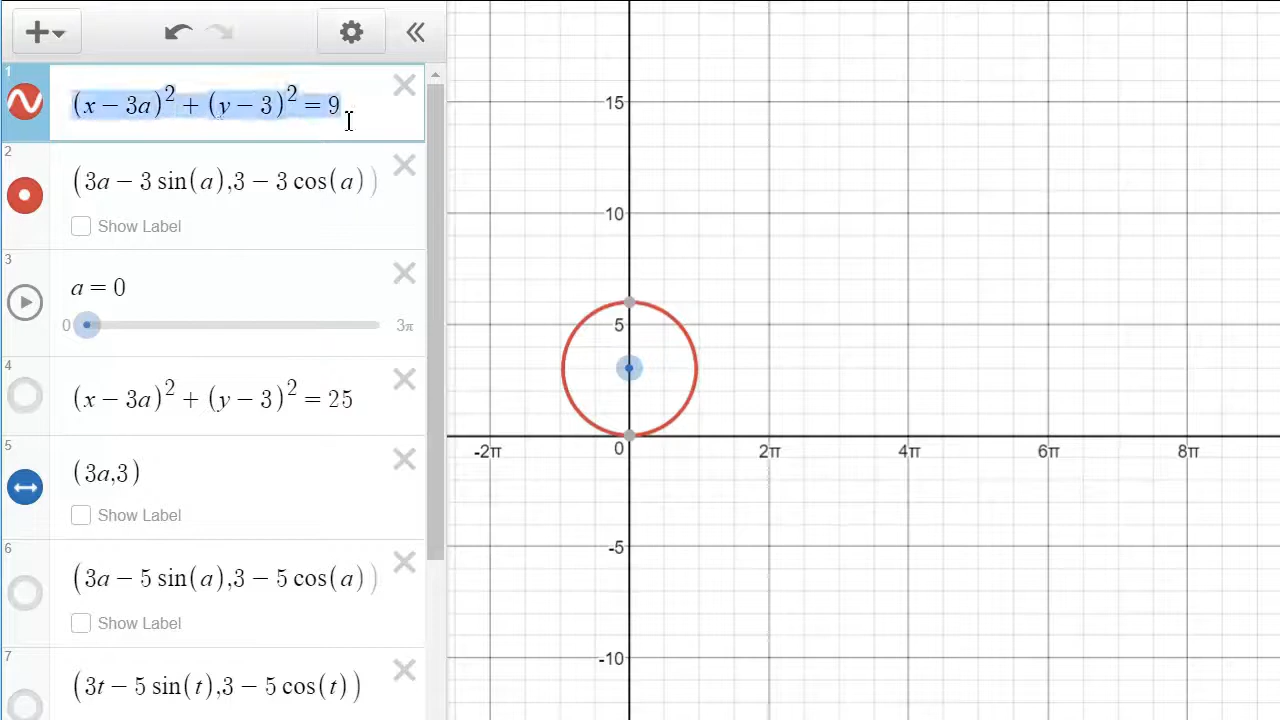 1
(x − 3a)² + (y − 3)² = 9
2
(3a − 3 sin(a),3 − 3 cos(a))
Show Label
3
a = 0
0
3π
4
(x − 3a)² + (y − 3)² = 25
5
(3a,3)
Show Label
6
(3a − 5 sin(a),3 − 5 cos(a))
Show Label
7
(3t − 5 sin(t),3 − 5 cos(t))
15
10
5
-2π 0 2π 4π 6π 8π
-5
-10